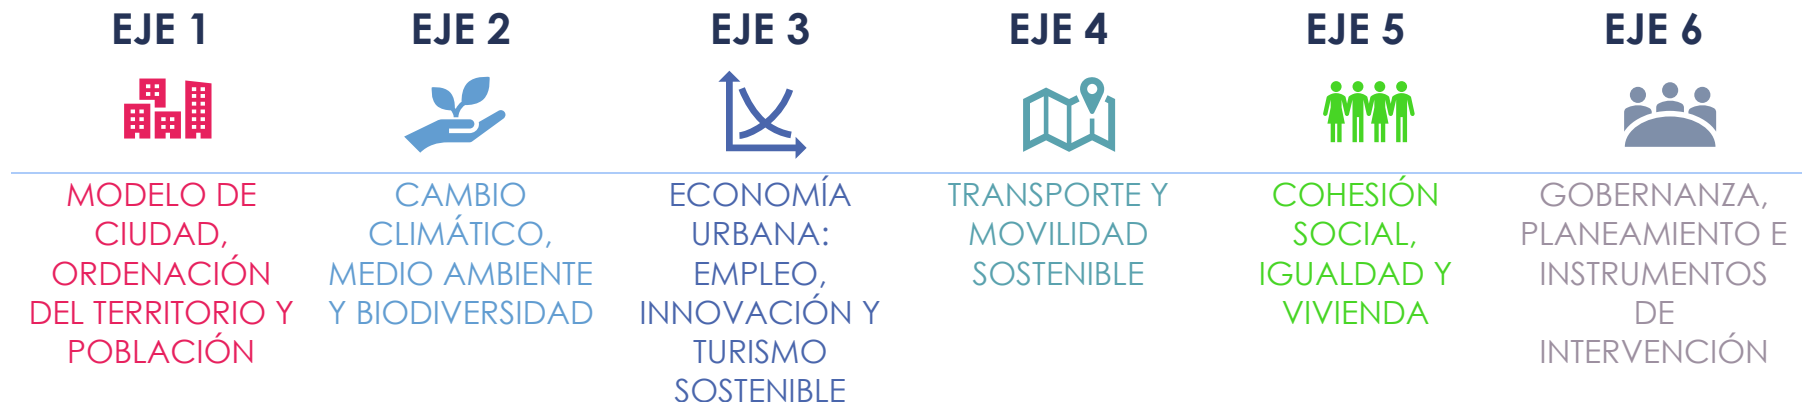 EJE 1
MODELO DE
CIUDAD,
ORDENACIÓN
DEL TERRITORIO Y
POBLACIÓN
EJE 2
CAMBIO
CLIMÁTICO,
MEDIO AMBIENTE
Y BIODIVERSIDAD
EJE 3
ECONOMÍA
URBANA:
EMPLEO,
INNOVACIÓN Y
TURISMO
SOSTENIBLE
EJE 4
TRANSPORTE Y
MOVILIDAD
SOSTENIBLE
EJE 5
COHESIÓN
SOCIAL,
IGUALDAD Y
VIVIENDA
EJE 6
GOBERNANZA,
PLANEAMIENTO E
INSTRUMENTOS
DE
INTERVENCIÓN